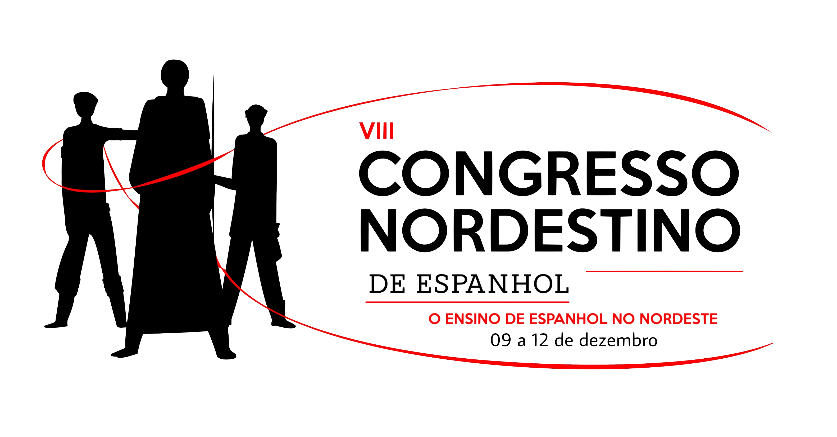 VIII
CONGRESSO
NORDESTINO
DE ESPANHOL
O ENSINO DE ESPANHOL NO NORDESTE
09 a 12 de dezembro